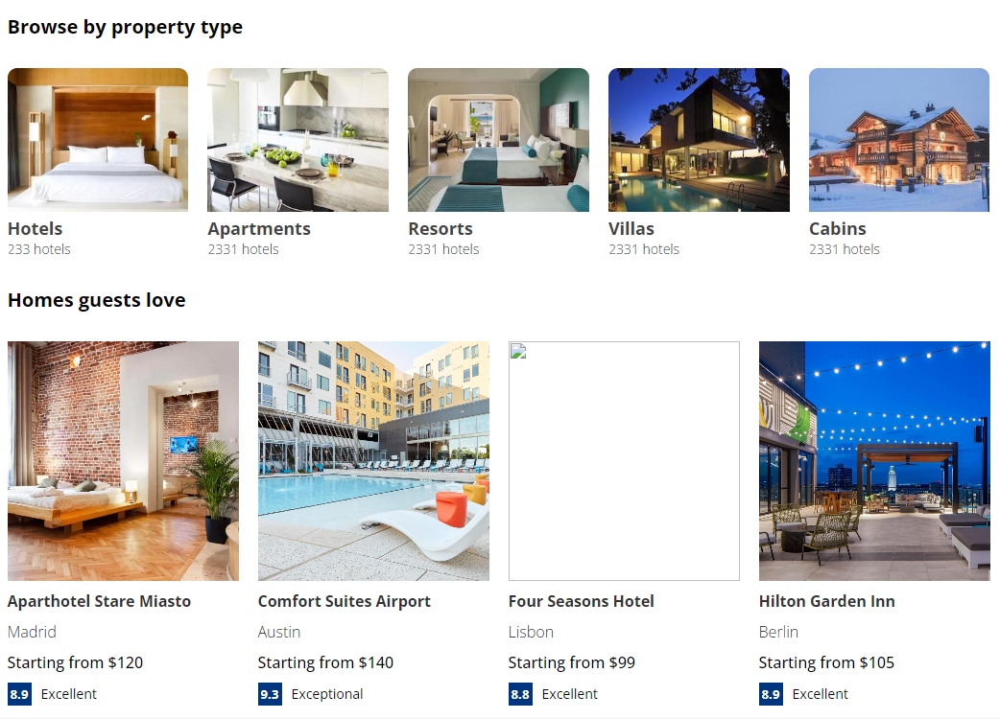 Browse by property type
Hotels
233 hotels
Apartments
2331 hotels
Resorts
2331 hotels
Villas
2331 hotels
Cabins
2331 hotels
Homes guests love
Aparthotel Stare Miasto
Madrid
Starting from $120
8.9 Excellent
Comfort Suites Airport
Austin
Starting from $140
9.3 Exceptional
Four Seasons Hotel
Lisbon
Starting from $99
8.8 Excellent
Hilton Garden Inn
Berlin
Starting from $105
8.9 Excellent